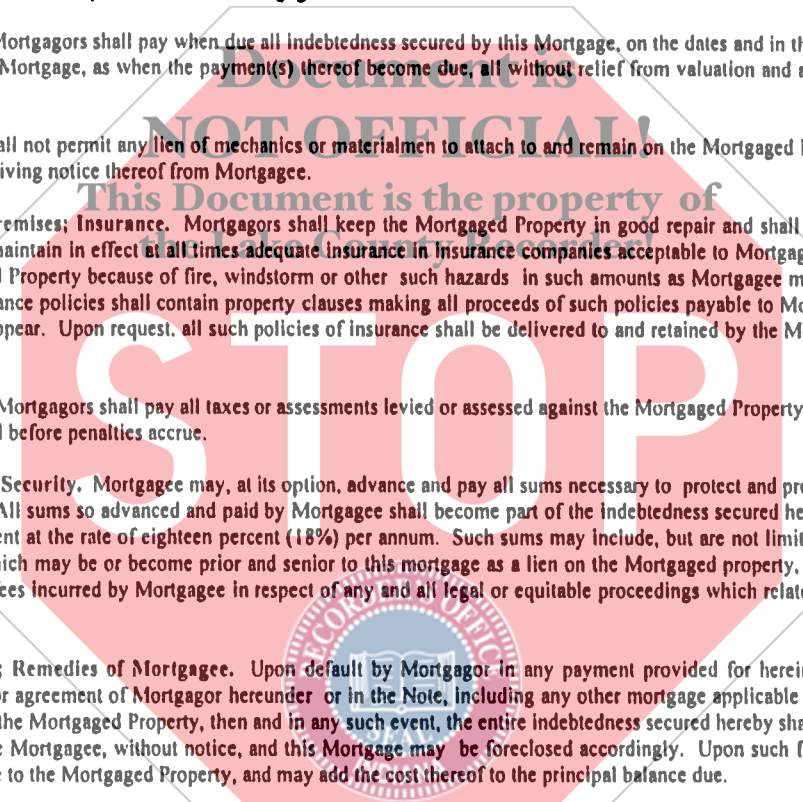 Mortgagors shall pay when due all indebtedness secured by this Mortgage, on the dates and in th
Mortgage, as when the payment(s) thereof become due, all without relief from valuation and a
Document is
all not permit any lien of mechanics or materialmen to attach to and remain on the Mortgaged
NOT OFFICIAL!
iving notice thereof from Mortgagee.
This Document is the property of
remises; Insurance. Mortgagors shall keep the Mortgaged Property in good repair and shall
the Lake County Recorder!
maintain in effect at all times adequate insurance in insurance companies acceptable to Mortgag
Property because of fire, windstorm or other such hazards in such amounts as Mortgagee m
ance policies shall contain property clauses making all proceeds of such policies payable to Mo
ppear. Upon request, all such policies of insurance shall be delivered to and retained by the M
STOP
Mortgagors shall pay all taxes or assessments levied or assessed against the Mortgaged Property
before penalties accrue.
Security. Mortgagee may, at its option, advance and pay all sums necessary to protect and pro
All sums so advanced and paid by Mortgagee shall become part of the indebtedness secured he
ent at the rate of eighteen percent (18%) per annum. Such sums may include, but are not limit
hich may be or become prior and senior to this mortgage as a lien on the Mortgaged property,
ees incurred by Mortgagee in respect of any and all legal or equitable proceedings which relate
RECORDER'S OFFICE
; Remedies of Mortgagee. Upon default by Mortgagor in any payment provided for herein
or agreement of Mortgagor hereunder or in the Note, including any other mortgage applicable
the Mortgaged Property, then and in any such event, the entire indebtedness secured hereby sha
SEAL
e Mortgagee, without notice, and this Mortgage may be foreclosed accordingly. Upon such f
INDIANA
e to the Mortgaged Property, and may add the cost thereof to the principal balance due.